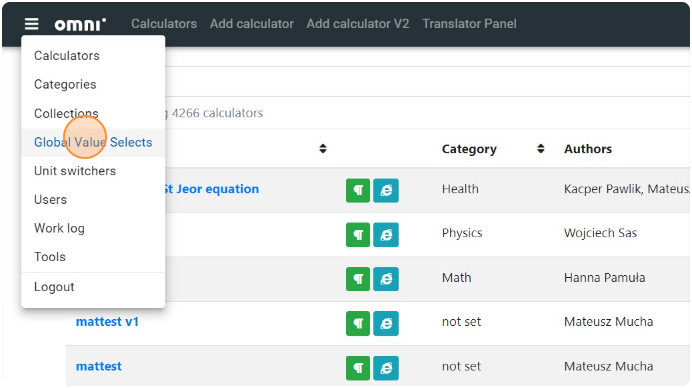 omni Calculators Add calculator Add calculator V2 Translator Panel
Calculators
Categories
Collections
4266 calculators
Global Value Selects
Category Authors
Unit switchers
St Jeor equation Health Kacper Pawlik, Mateus
Users
Work log
Physics Wojciech Sas
Tools
Math Hanna Pamuła
Logout
mattest v1 not set Mateusz Mucha
mattest not set Mateusz Mucha